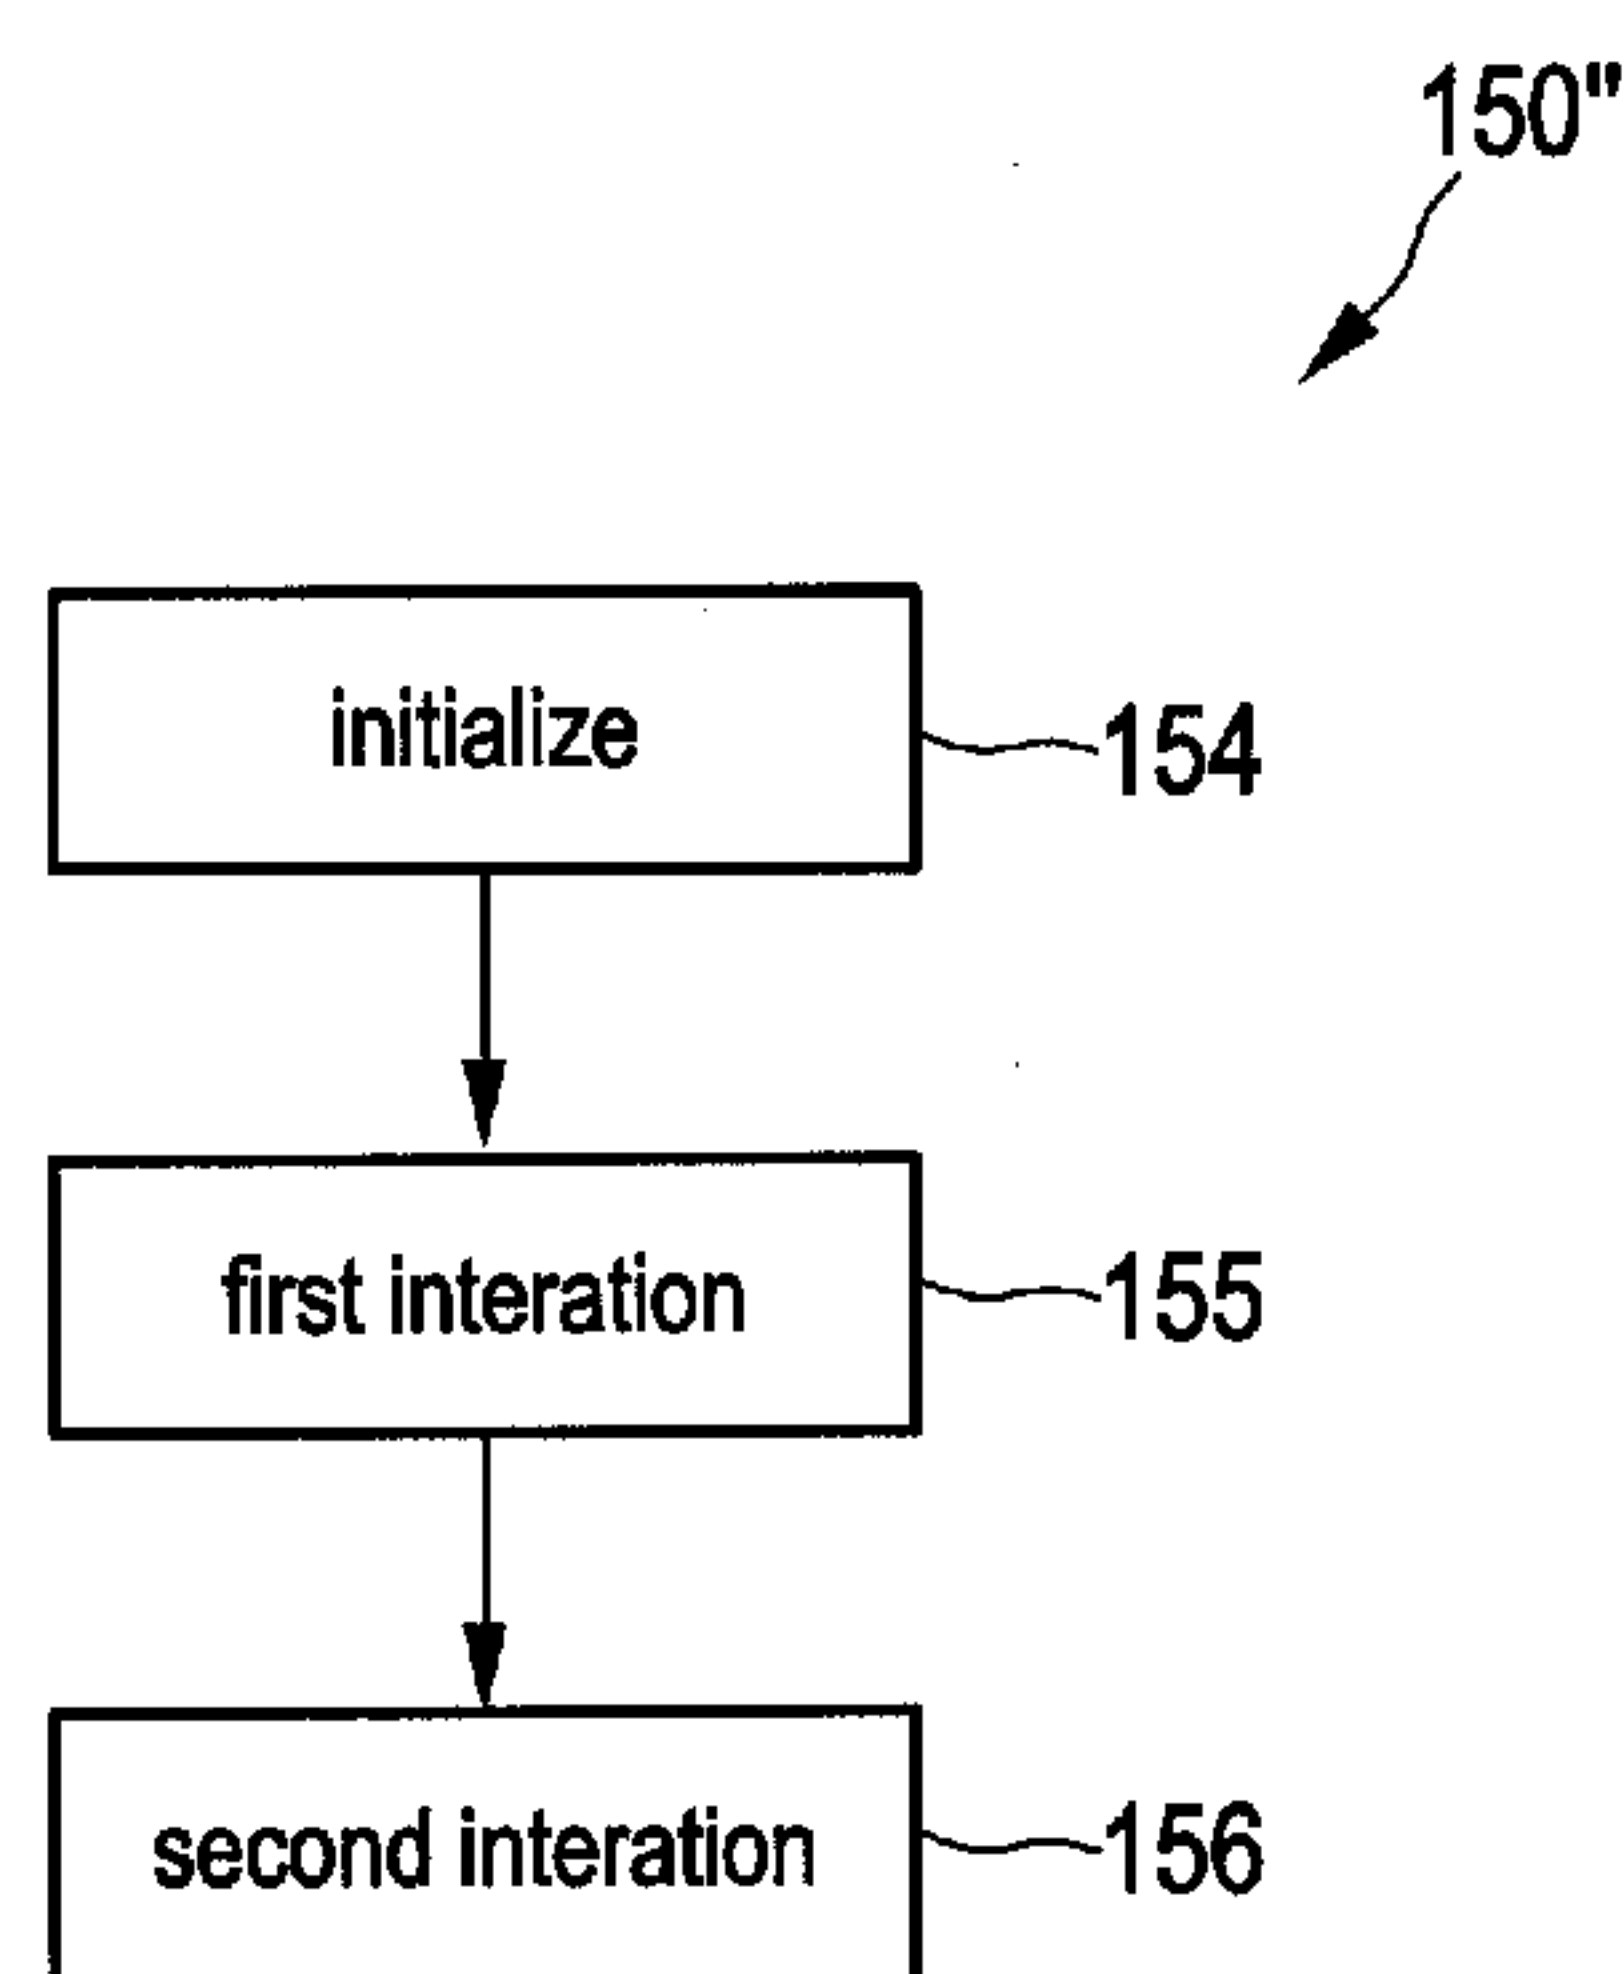 150"
initialize
154
first interation
155
second interation
156